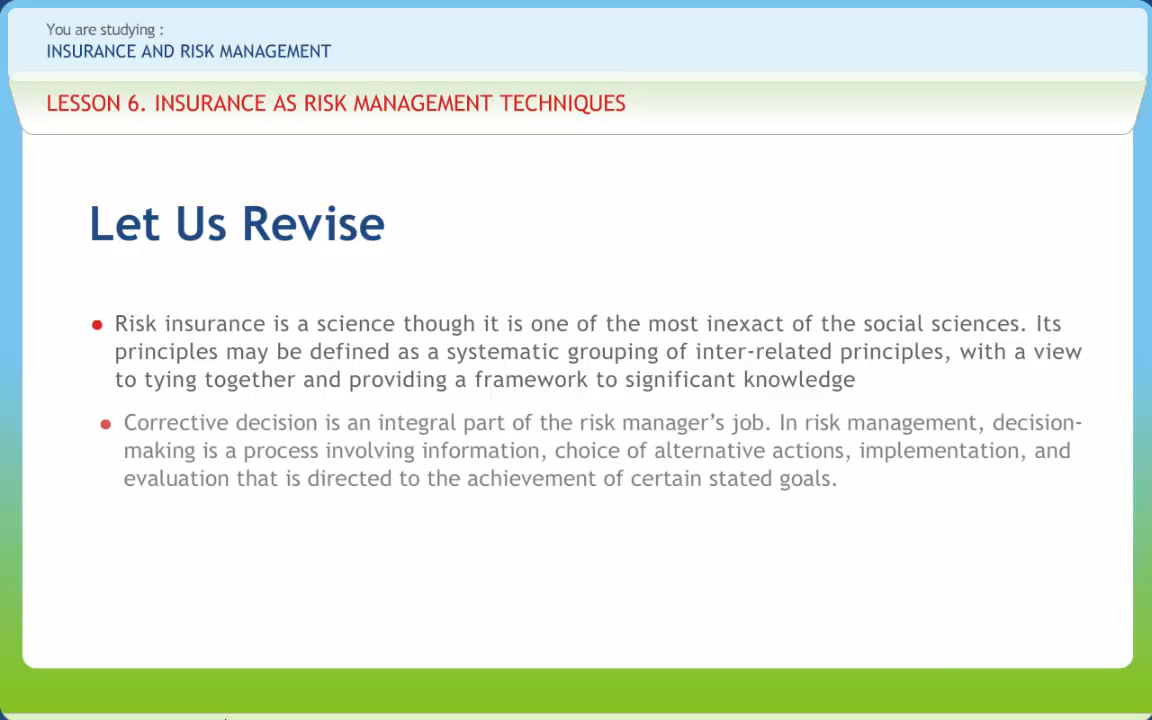 You are studying :
INSURANCE AND RISK MANAGEMENT
LESSON 6. INSURANCE AS RISK MANAGEMENT TECHNIQUES
Let Us Revise
Risk insurance is a science though it is one of the most inexact of the social sciences. Its
principles may be defined as a systematic grouping of inter-related principles, with a view
to tying together and providing a framework to significant knowledge
Corrective decision is an integral part of the risk manager’s job. In risk management, decision-
making is a process involving information, choice of alternative actions, implementation, and
evaluation that is directed to the achievement of certain stated goals.